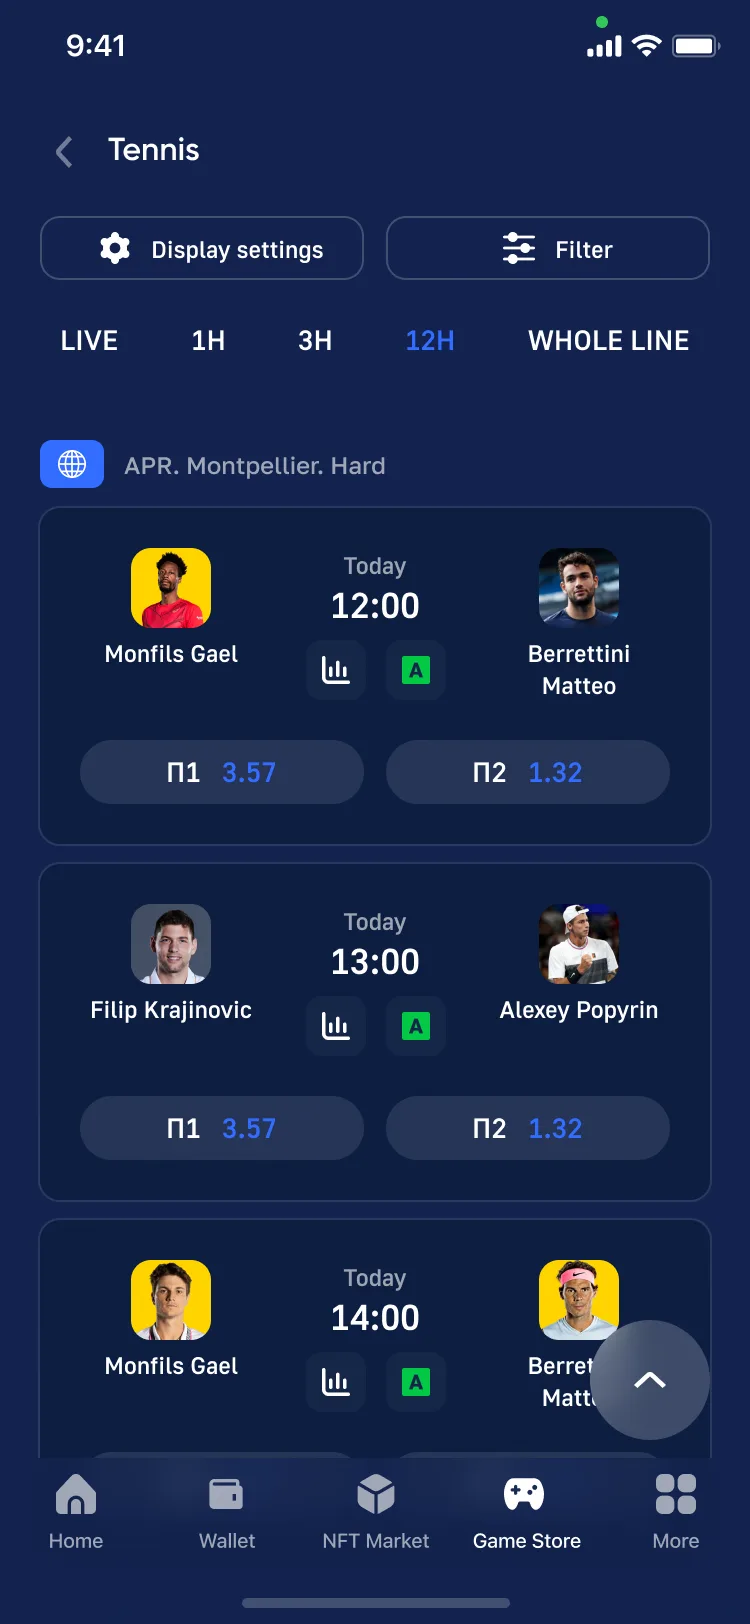 9:41
Tennis
Display settings
Filter
LIVE 1H 3H 12H WHOLE LINE
APR. Montpellier. Hard
Today
12:00
Monfils Gael
Berrettini
Matteo
A
П1 3.57
П2 1.32
Today
13:00
Filip Krajinovic
Alexey Popyrin
A
П1 3.57
П2 1.32
Today
14:00
Monfils Gael
A
Home
Wallet
NFT Market
Game Store
More